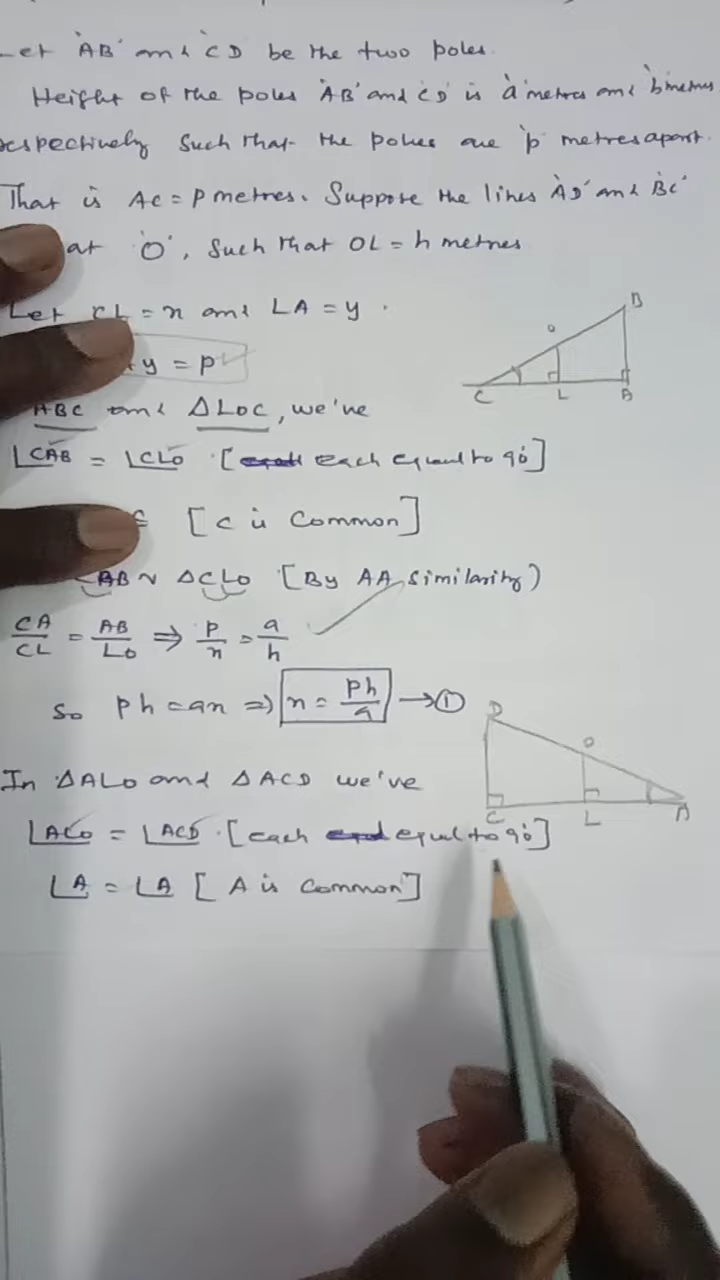 Let 'AB' and 'CD be the two poles.
Height of the poles 'AB' and 'CD' is 'a' metres and 'b' metres
respectively such that the poles are 'p' metres apart.
That is AC = P metres. Suppose the lines 'AD' and 'BC'
at 'O', such that OL = h metres
Let CL = x and LA = y.
y = p
B
O
C L A
ABC and ΔLOC, we've
∠CAB = ∠CLO [each equal to 90°]
[C is Common]
CAB ~ ΔCLO [By AA similarity)
CA/CL = AB/LO ⇒ P/x = a/h
So Ph = ax ⇒ x = Ph/a → ①
D
O
C L A
In ΔALO and ΔACD we've
∠ALO = ∠ACD. [each equal to 90°]
∠A = ∠A [A is Common]